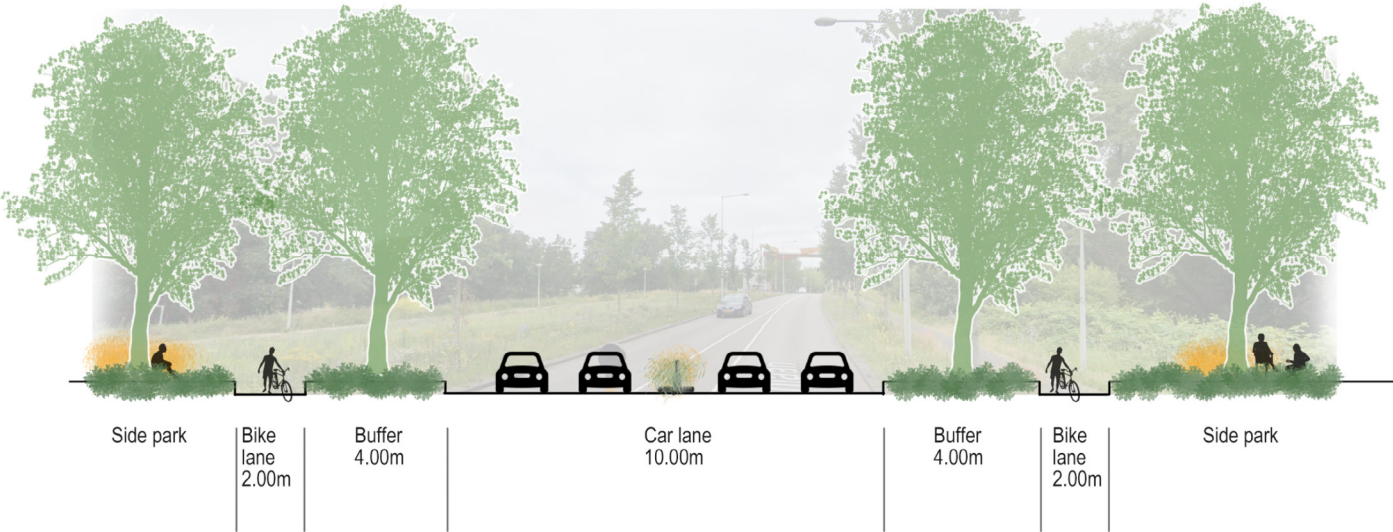 Side park
Bike
lane
2.00m
Buffer
4.00m
Car lane
10.00m
Buffer
4.00m
Bike
lane
2.00m
Side park